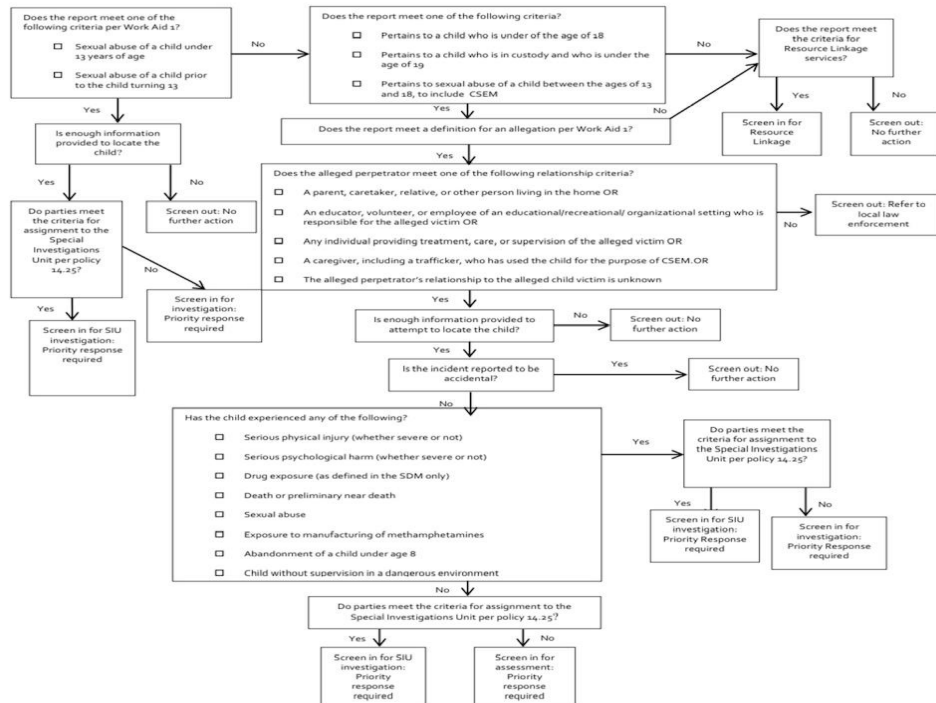 Does the report meet one of the
following criteria per Work Aid 1?
☐ Sexual abuse of a child under
13 years of age
☐ Sexual abuse of a child prior
to the child turning 13
No
Does the report meet one of the following criteria?
☐ Pertains to a child who is under of the age of 18
☐ Pertains to a child who is in custody and who is under
the age of 19
☐ Pertains to sexual abuse of a child between the ages of 13
and 18, to include CSEM
No
Does the report meet
the criteria for
Resource Linkage
services?
Yes
Yes
No
Yes
No
Is enough information
provided to locate the
child?
Does the report meet a definition for an allegation per Work Aid 1?
Screen in for
Resource
Linkage
Screen out:
No further
action
Yes
No
Yes
Do parties meet
the criteria for
assignment to the
Special
Investigations
Unit per policy
14.25?
Screen out: No
further action
Does the alleged perpetrator meet one of the following relationship criteria?
☐ A parent, caretaker, relative, or other person living in the home OR
☐ An educator, volunteer, or employee of an educational/recreational/ organizational setting who is
responsible for the alleged victim OR
☐ Any individual providing treatment, care, or supervision of the alleged victim OR
☐ A caregiver, including a trafficker, who has used the child for the purpose of CSEM.OR
☐ The alleged perpetrator's relationship to the alleged child victim is unknown
No
Screen out: Refer to
local law
enforcement
No
Yes
Screen in for
investigation:
Priority response
required
Screen in for SIU
investigation:
Priority response
required
Yes
Is enough information provided to
attempt to locate the child?
No
Screen out: No
further action
Yes
Is the incident reported to be
accidental?
Yes
Screen out: No
further action
No
Has the child experienced any of the following?
☐ Serious physical injury (whether severe or not)
☐ Serious psychological harm (whether severe or not)
☐ Drug exposure (as defined in the SDM only)
☐ Death or preliminary near death
☐ Sexual abuse
☐ Exposure to manufacturing of methamphetamines
☐ Abandonment of a child under age 8
☐ Child without supervision in a dangerous environment
Yes
Do parties meet the
criteria for assignment to
the Special Investigations
Unit per policy 14.25?
Yes
No
Screen in for SIU
investigation:
Priority Response
required
Screen in for
investigation:
Priority Response
required
No
Do parties meet the criteria for assignment to the
Special Investigations Unit per policy 14.25?
Yes
No
Screen in for SIU
investigation:
Priority
response
required
Screen in for
assessment:
Priority
response
required